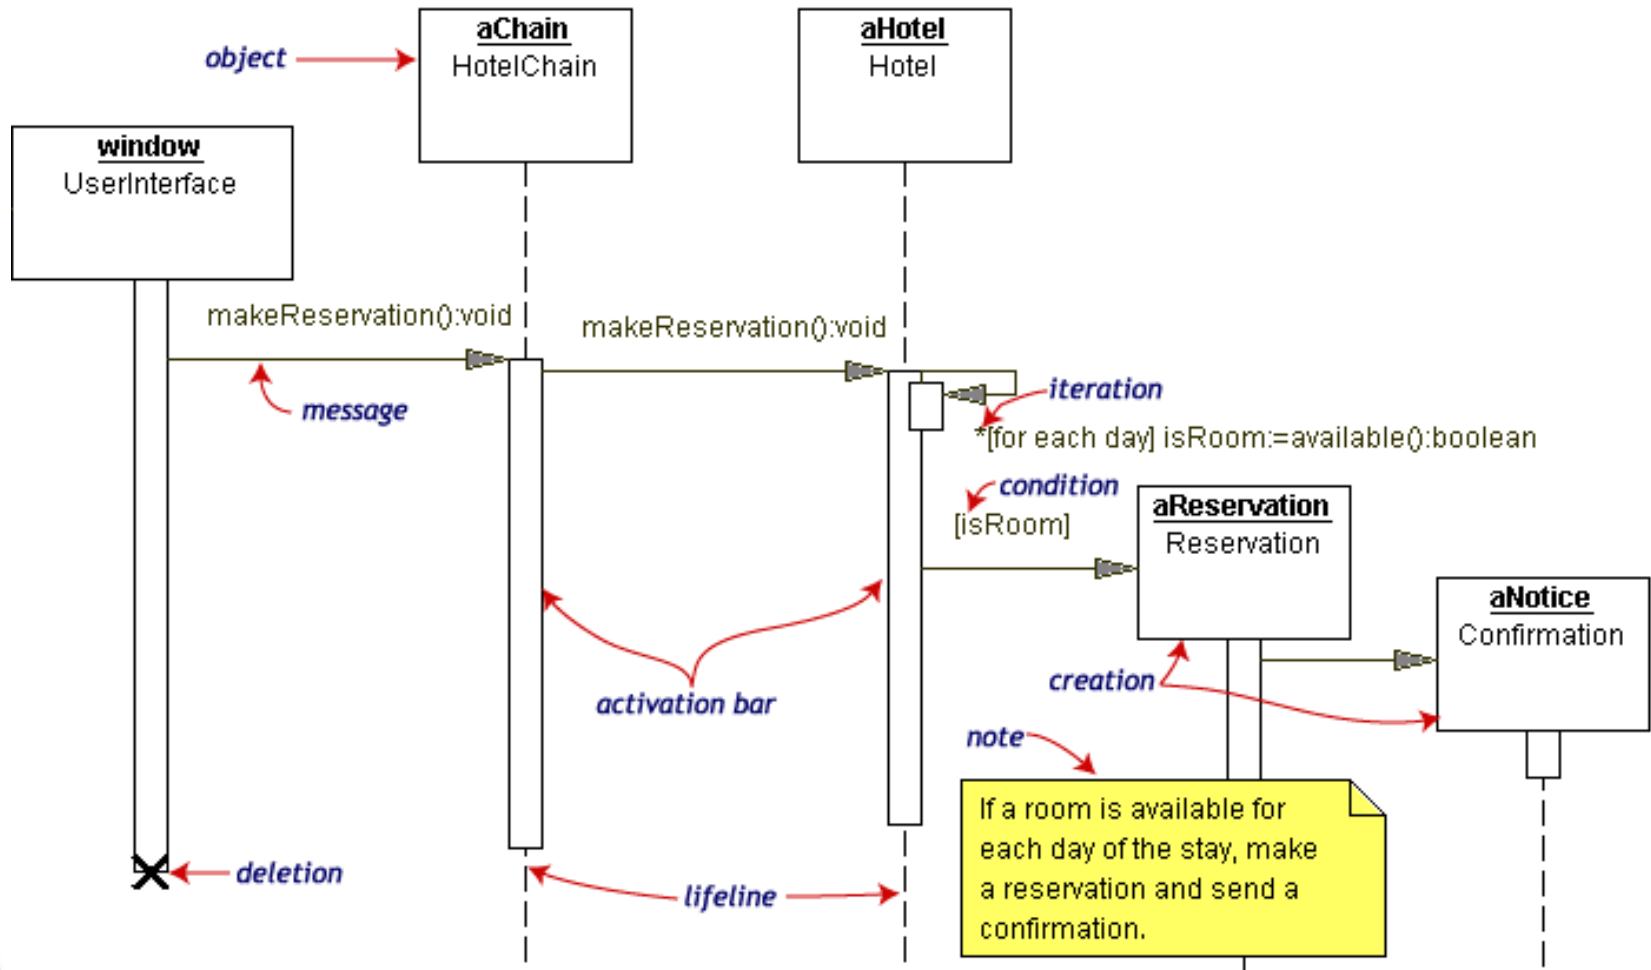 aChain
HotelChain
aHotel
Hotel
object
window
UserInterface
makeReservation():void
makeReservation():void
message
iteration
*[for each day] isRoom:=available():boolean
condition
[isRoom]
aReservation
Reservation
aNotice
Confirmation
activation bar
creation
note
If a room is available for
each day of the stay, make
a reservation and send a
confirmation.
deletion
lifeline